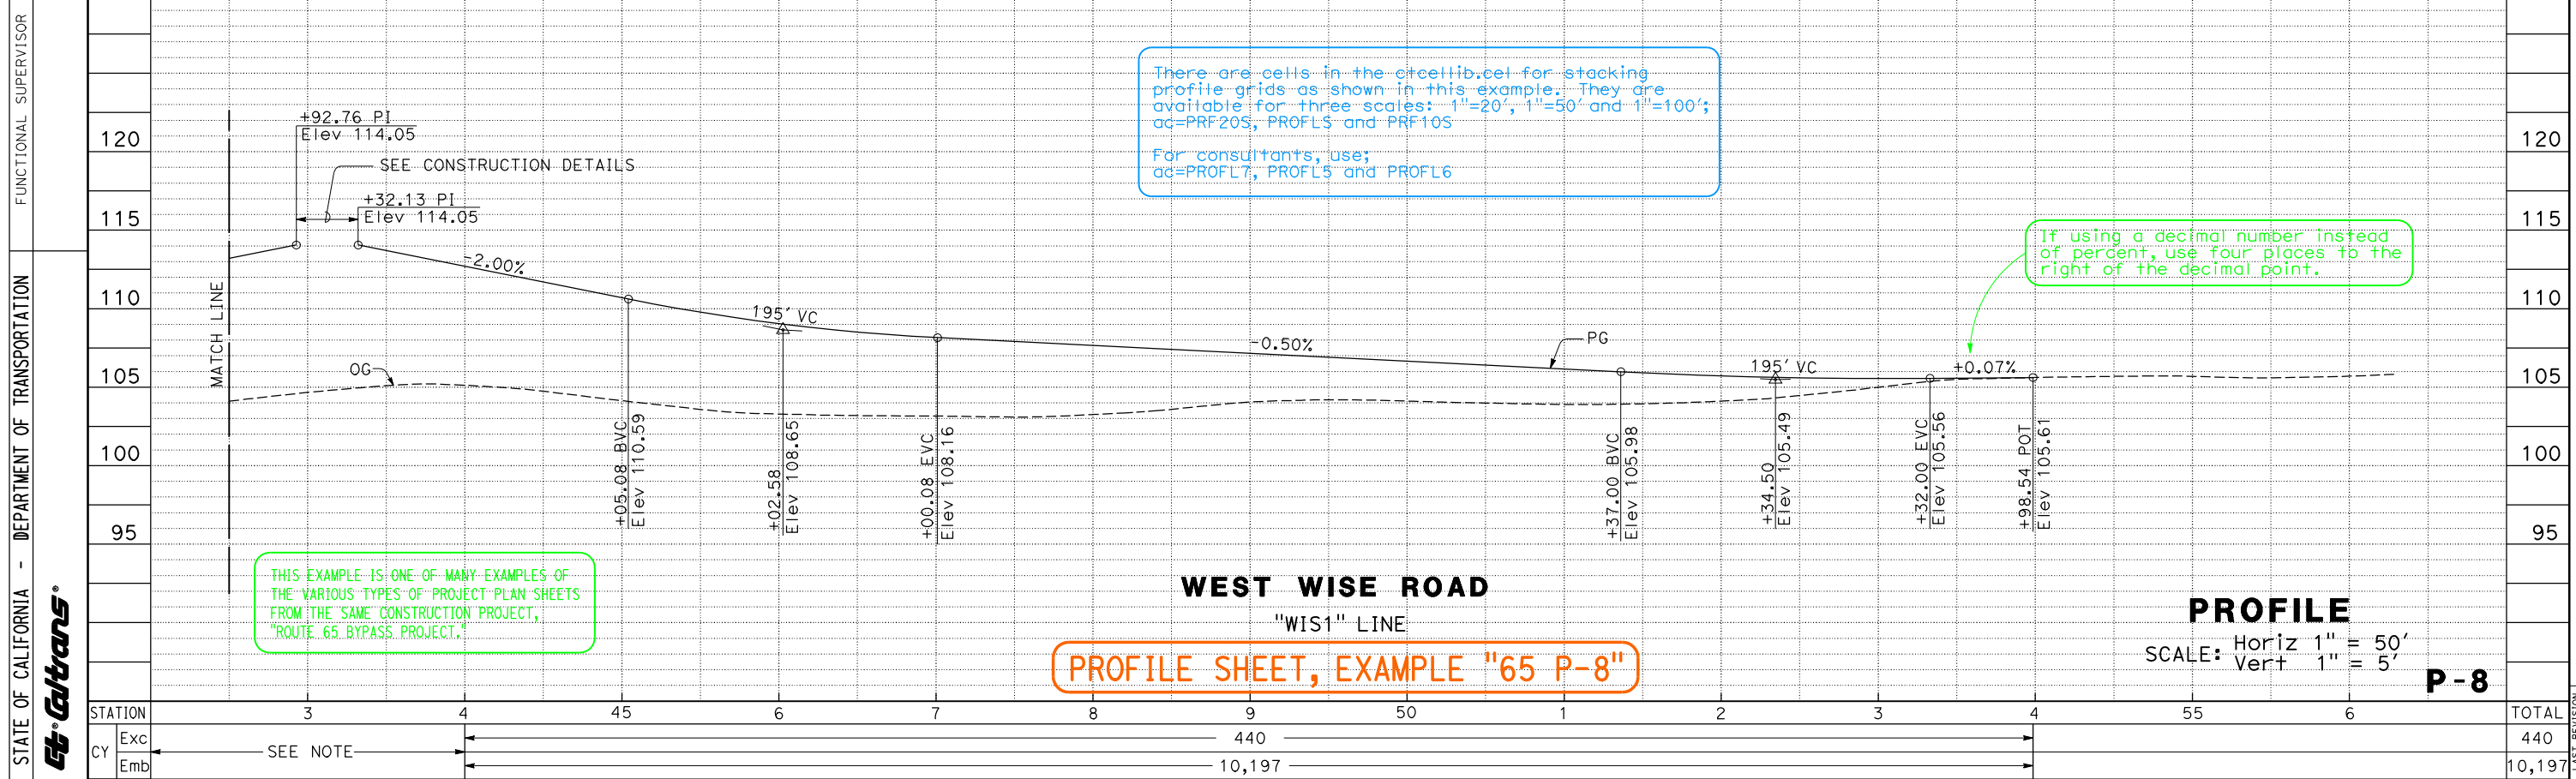 FUNCTIONAL SUPERVISOR
STATE OF CALIFORNIA - DEPARTMENT OF TRANSPORTATION
Caltrans
120
115
110
105
100
95
+92.76 PI
Elev 114.05
SEE CONSTRUCTION DETAILS
+32.13 PI
Elev 114.05
MATCH LINE
OG
-2.00%
195' VC
-0.50%
PG
195' VC
+0.07%
+05.08 BVC
Elev 110.59
+02.58
Elev 108.65
+00.08 EVC
Elev 108.16
+37.00 BVC
Elev 105.98
+34.50
Elev 105.49
+32.00 EVC
Elev 105.56
+98.54 POT
Elev 105.61
There are cells in the ctcellib.cel for stacking
profile grids as shown in this example. They are
available for three scales: 1"=20', 1"=50' and 1"=100';
ac=PRF20S, PROFLS and PRF10S
For consultants, use;
ac=PROFL7, PROFL5 and PROFL6
If using a decimal number instead
of percent, use four places to the
right of the decimal point.
120
115
110
105
100
95
THIS EXAMPLE IS ONE OF MANY EXAMPLES OF
THE VARIOUS TYPES OF PROJECT PLAN SHEETS
FROM THE SAME CONSTRUCTION PROJECT,
"ROUTE 65 BYPASS PROJECT."
WEST WISE ROAD
"WIS1" LINE
PROFILE SHEET, EXAMPLE "65 P-8"
PROFILE
SCALE: Horiz 1" = 50'
Vert 1" = 5'
P-8
STATION 3 4 45 6 7 8 9 50 1 2 3 4 55 6 TOTAL
CY Exc SEE NOTE 440 440
Emb 10,197 10,197